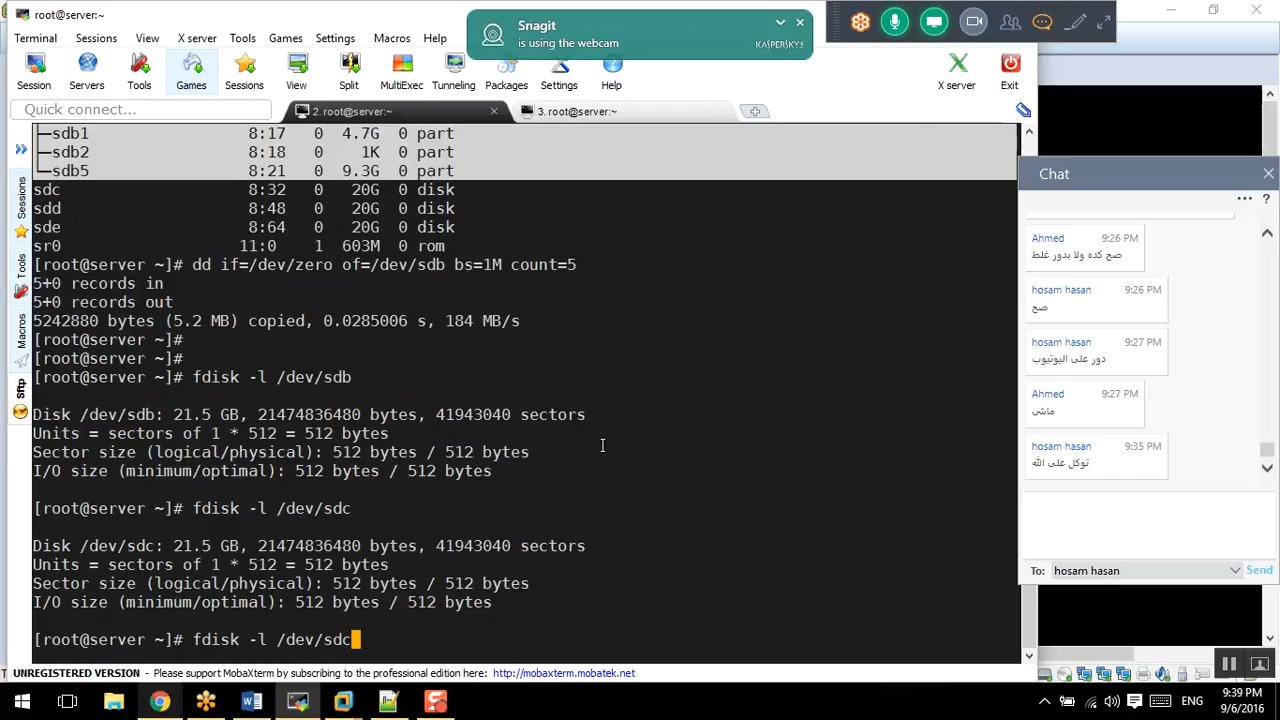 root@server:~
Terminal Sessions View X server Tools Games Settings Macros Help
Snagit
is using the webcam
KASPERSKY
Session Servers Tools Games Sessions View Split MultiExec Tunneling Packages Settings Help X server Exit
Quick connect...
2. root@server:~
3. root@server:~
├─sdb1 8:17 0 4.7G 0 part
├─sdb2 8:18 0 1K 0 part
└─sdb5 8:21 0 9.3G 0 part
sdc 8:32 0 20G 0 disk
sdd 8:48 0 20G 0 disk
sde 8:64 0 20G 0 disk
sr0 11:0 1 603M 0 rom
[root@server ~]# dd if=/dev/zero of=/dev/sdb bs=1M count=5
5+0 records in
5+0 records out
5242880 bytes (5.2 MB) copied, 0.0285006 s, 184 MB/s
[root@server ~]#
[root@server ~]#
[root@server ~]# fdisk -l /dev/sdb
Disk /dev/sdb: 21.5 GB, 21474836480 bytes, 41943040 sectors
Units = sectors of 1 * 512 = 512 bytes
Sector size (logical/physical): 512 bytes / 512 bytes
I/O size (minimum/optimal): 512 bytes / 512 bytes
[root@server ~]# fdisk -l /dev/sdc
Disk /dev/sdc: 21.5 GB, 21474836480 bytes, 41943040 sectors
Units = sectors of 1 * 512 = 512 bytes
Sector size (logical/physical): 512 bytes / 512 bytes
I/O size (minimum/optimal): 512 bytes / 512 bytes
[root@server ~]# fdisk -l /dev/sdc
Sessions
Tools
Macros
Sftp
Chat
Ahmed 9:26 PM
صح كده ولا بدور غلط
hosam hasan 9:26 PM
صح
hosam hasan 9:27 PM
دور على اليوتيوب
Ahmed 9:27 PM
ماشى
hosam hasan 9:35 PM
توكل على الله
To: hosam hasan Send
UNREGISTERED VERSION - Please support MobaXterm by subscribing to the professional edition here: http://mobaxterm.mobatek.net
ENG
9:39 PM
9/6/2016